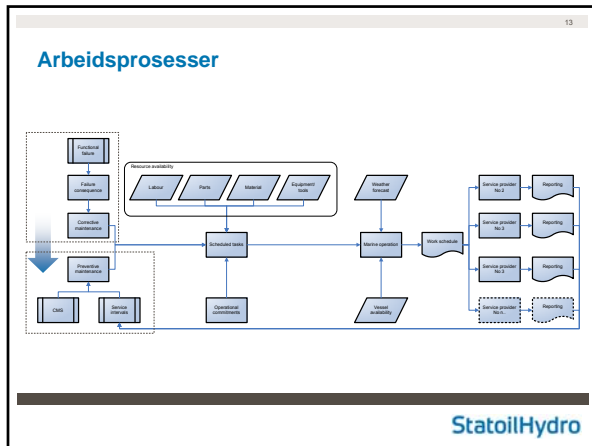 13
Arbeidsprosesser
Functional
failure
Failure
consequence
Corrective
maintenance
Preventive
maintenance
CMS
Service
intervals
Resource availability
Labour
Parts
Material
Equipment
tools
Scheduled tasks
Operational
commitments
Weather
forecast
Marine operation
Vessel
availability
Work schedule
Service provider
No.2
Reporting
Service provider
No 3
Reporting
Service provider
No 3
Reporting
Service provider
No n..
Reporting
StatoilHydro